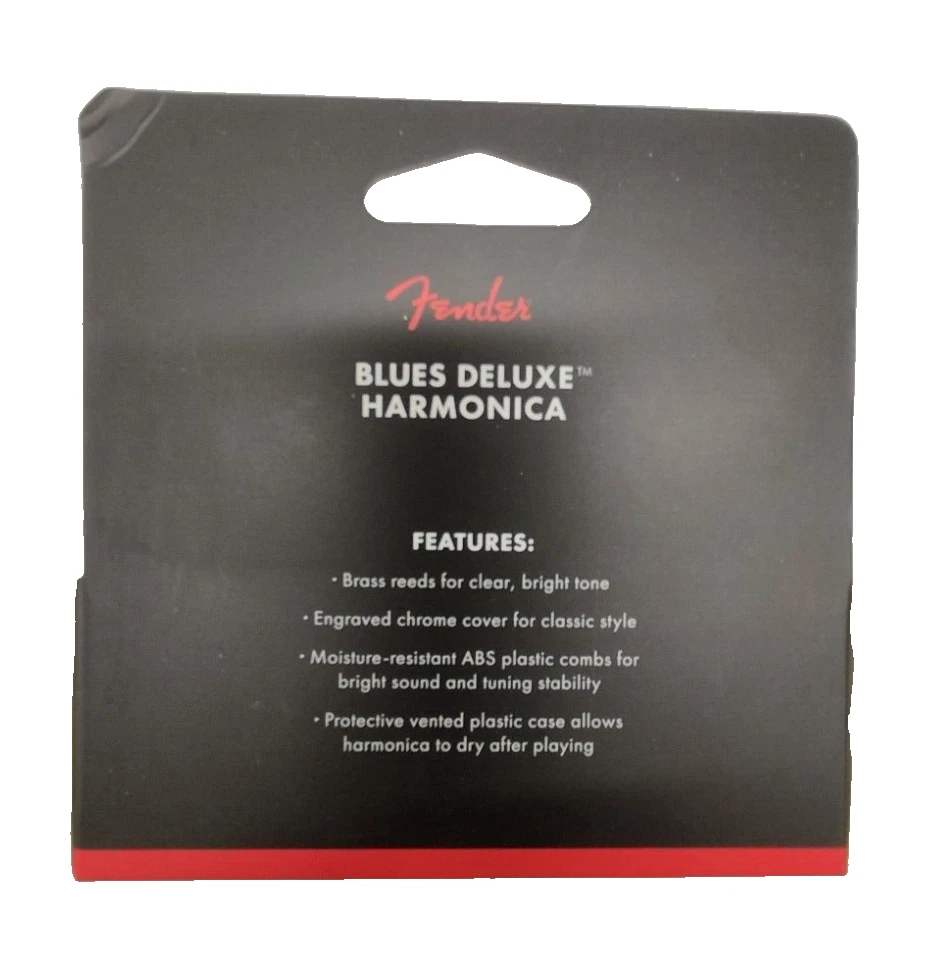 Fender
BLUES DELUXE™
HARMONICA
FEATURES:
· Brass reeds for clear, bright tone
· Engraved chrome cover for classic style
· Moisture-resistant ABS plastic combs for
bright sound and tuning stability
· Protective vented plastic case allows
harmonica to dry after playing